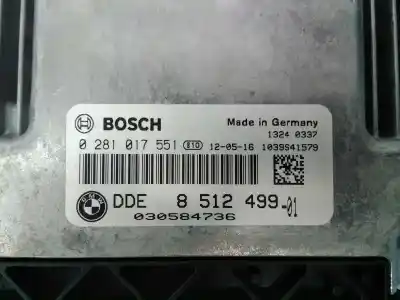 BOSCH
Made in Germany
1324 0337
0 281 017 551 E10 12-05-16 1039S41579
DDE 8 512 499-01
030584736